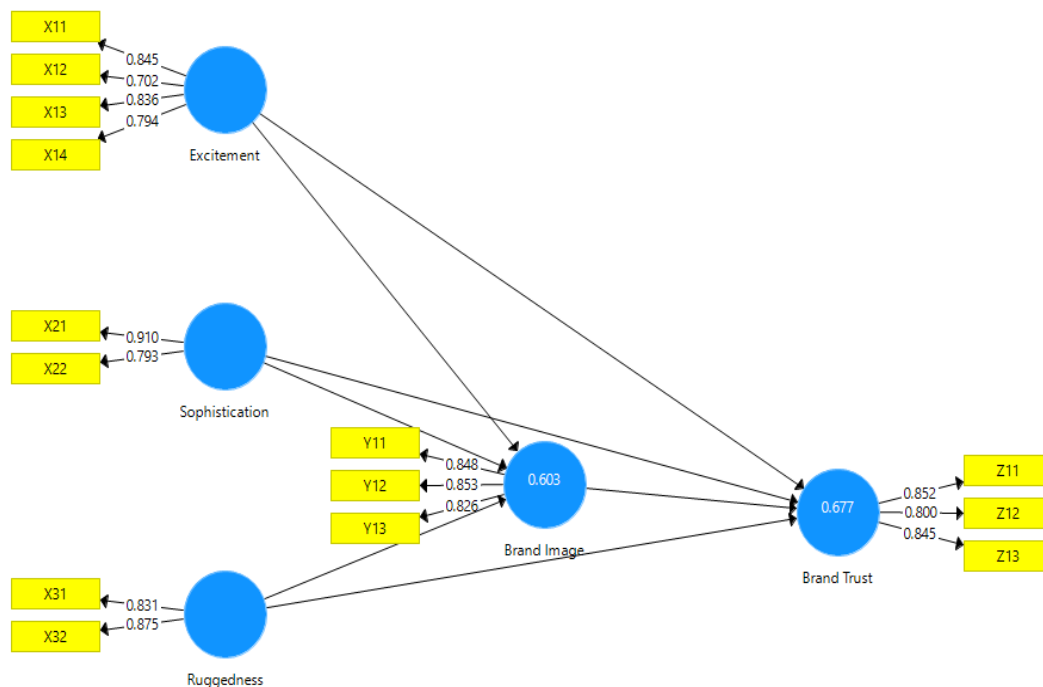 X11
0.845
X12
0.702
X13
0.836
0.794
X14
Excitement
X21
0.910
X22
0.793
Sophistication
Y11
0.848
Y12
0.853
Y13
0.826
0.603
Brand Image
0.677
Brand Trust
0.852
Z11
0.800
Z12
0.845
Z13
X31
0.831
X32
0.875
Ruggedness